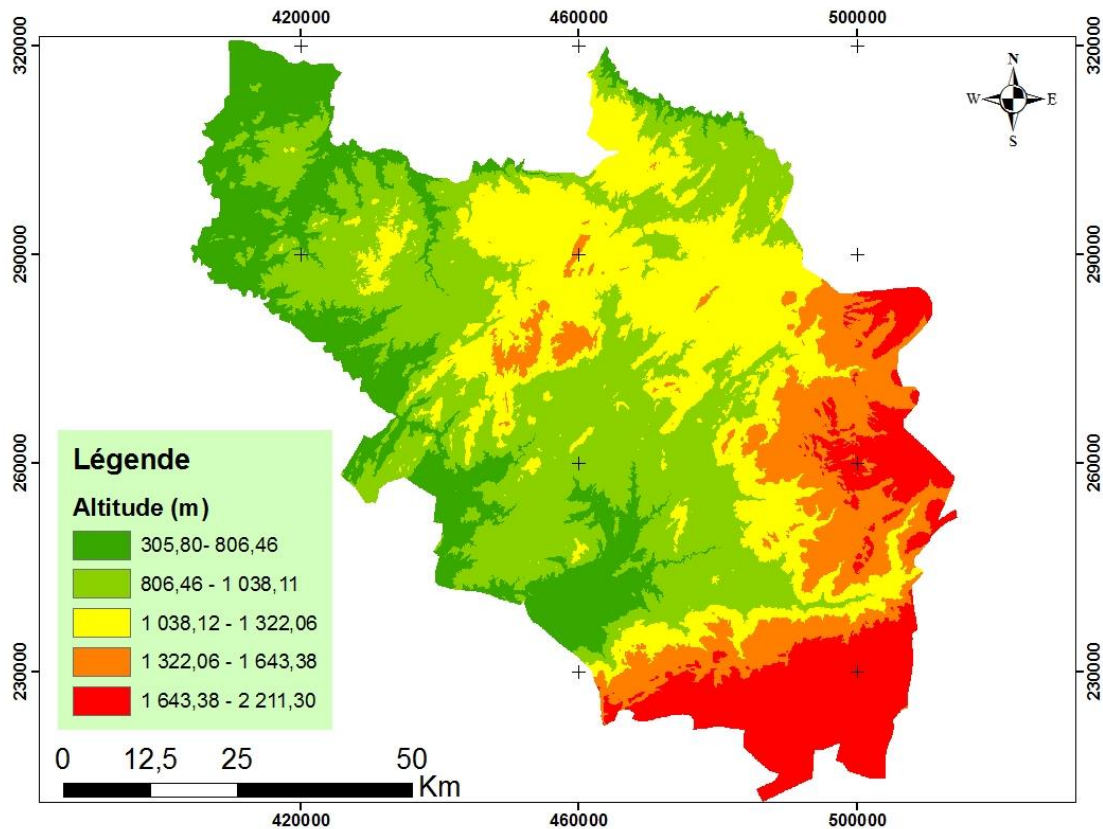 420000 460000 500000
320000 320000
N
W E
S
290000 290000
260000 260000
Légende
Altitude (m)
305,80- 806,46
806,46 - 1 038,11
1 038,12 - 1 322,06
1 322,06 - 1 643,38
1 643,38 - 2 211,30
230000 230000
0 12,5 25 50
Km
420000 460000 500000